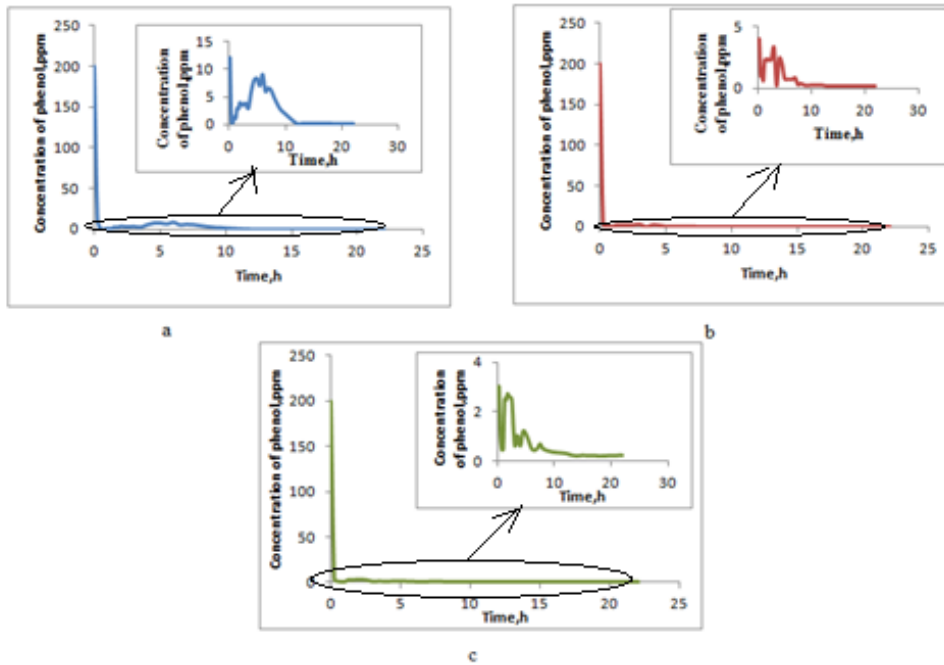 250
200
150
100
50
0
Concentration of phenol,ppm
0 5 10 15 20 25
Time,h
15
10
5
0
Concentration
of phenol,ppm
0 10 20 30
Time,h
a
250
200
150
100
50
0
Concentration of phenol,ppm
0 5 10 15 20 25
Time,h
5
0
Concentration
of phenol,ppm
0 10 20 30
Time,h
b
250
200
150
100
50
0
Concentration of phenol,ppm
0 5 10 15 20 25
Time,h
4
2
0
Concentration
of phenol,ppm
0 10 20 30
Time,h
c